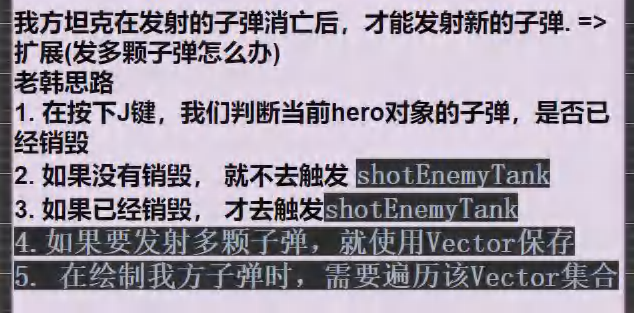 我方坦克在发射的子弹消亡后，才能发射新的子弹. =>
扩展(发多颗子弹怎么办)
老韩思路
1. 在按下J键，我们判断当前hero对象的子弹，是否已
经销毁
2. 如果没有销毁， 就不去触发 shotEnemyTank
3. 如果已经销毁， 才去触发shotEnemyTank
4.如果要发射多颗子弹，就使用Vector保存
5. 在绘制我方子弹时，需要遍历该Vector集合